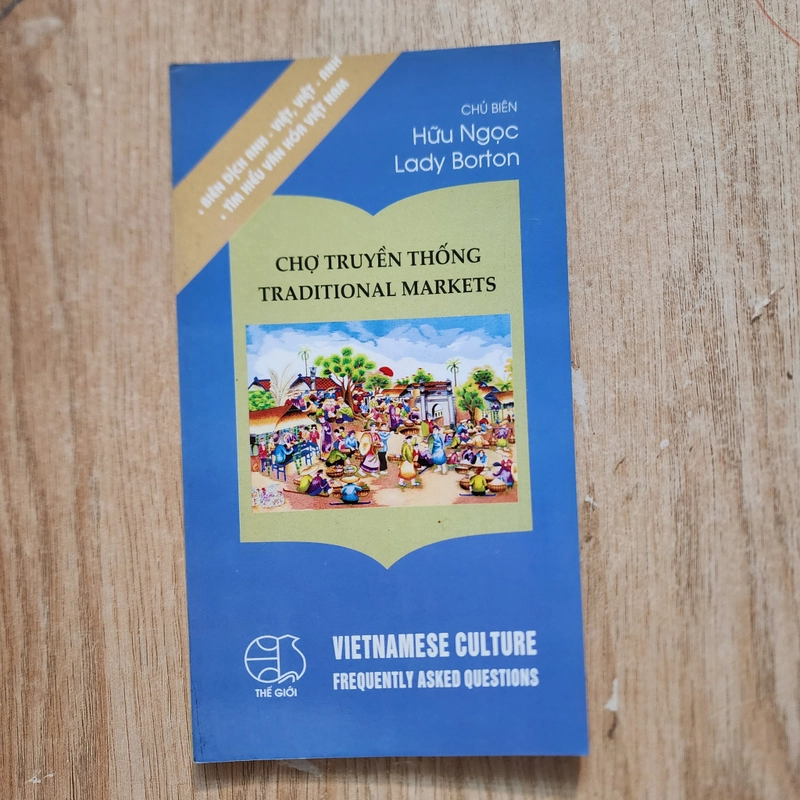 • BIÊN DỊCH ANH - VIỆT, VIỆT - ANH
• TÌM HIỂU VĂN HÓA VIỆT NAM
CHỦ BIÊN
Hữu Ngọc
Lady Borton
CHỢ TRUYỀN THỐNG
TRADITIONAL MARKETS
THẾ GIỚI
VIETNAMESE CULTURE
FREQUENTLY ASKED QUESTIONS